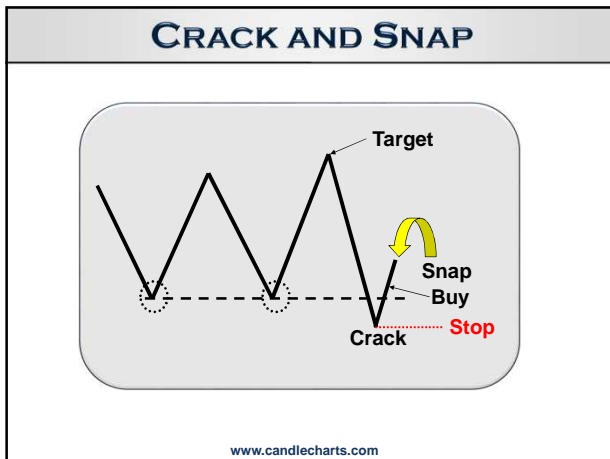 CRACK AND SNAP
Target
Snap
Buy
Stop
Crack
www.candlecharts.com